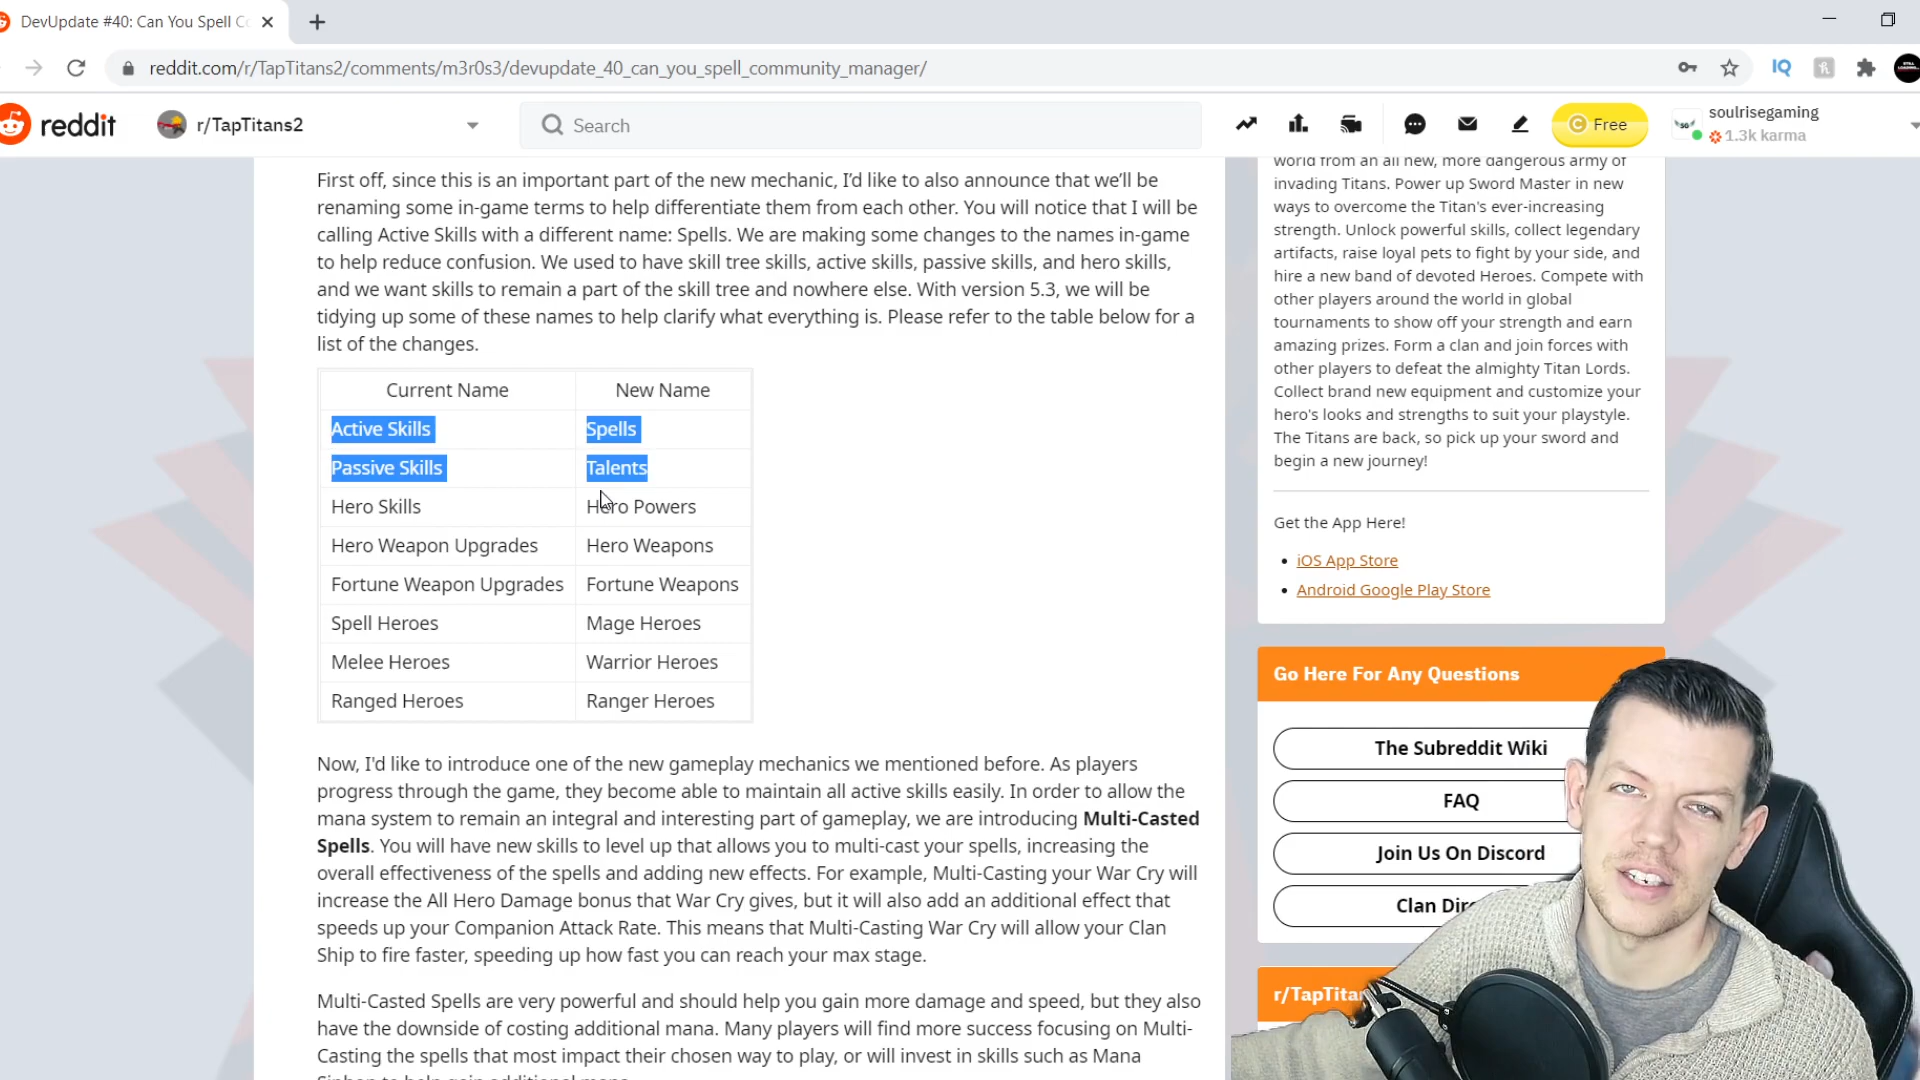 DevUpdate #40: Can You Spell Co
reddit.com/r/TapTitans2/comments/m3r0s3/devupdate_40_can_you_spell_community_manager/
IQ
reddit
r/TapTitans2
Search
Free
soulrisegaming
1.3k karma
First off, since this is an important part of the new mechanic, I'd like to also announce that we'll be
renaming some in-game terms to help differentiate them from each other. You will notice that I will be
calling Active Skills with a different name: Spells. We are making some changes to the names in-game
to help reduce confusion. We used to have skill tree skills, active skills, passive skills, and hero skills,
and we want skills to remain a part of the skill tree and nowhere else. With version 5.3, we will be
tidying up some of these names to help clarify what everything is. Please refer to the table below for a
list of the changes.
Current Name New Name
Active Skills Spells
Passive Skills Talents
Hero Skills Hero Powers
Hero Weapon Upgrades Hero Weapons
Fortune Weapon Upgrades Fortune Weapons
Spell Heroes Mage Heroes
Melee Heroes Warrior Heroes
Ranged Heroes Ranger Heroes
Now, I'd like to introduce one of the new gameplay mechanics we mentioned before. As players
progress through the game, they become able to maintain all active skills easily. In order to allow the
mana system to remain an integral and interesting part of gameplay, we are introducing Multi-Casted
Spells. You will have new skills to level up that allows you to multi-cast your spells, increasing the
overall effectiveness of the spells and adding new effects. For example, Multi-Casting your War Cry will
increase the All Hero Damage bonus that War Cry gives, but it will also add an additional effect that
speeds up your Companion Attack Rate. This means that Multi-Casting War Cry will allow your Clan
Ship to fire faster, speeding up how fast you can reach your max stage.
Multi-Casted Spells are very powerful and should help you gain more damage and speed, but they also
have the downside of costing additional mana. Many players will find more success focusing on Multi-
Casting the spells that most impact their chosen way to play, or will invest in skills such as Mana
world from an all new, more dangerous army of
invading Titans. Power up Sword Master in new
ways to overcome the Titan's ever-increasing
strength. Unlock powerful skills, collect legendary
artifacts, raise loyal pets to fight by your side, and
hire a new band of devoted Heroes. Compete with
other players around the world in global
tournaments to show off your strength and earn
amazing prizes. Form a clan and join forces with
other players to defeat the almighty Titan Lords.
Collect brand new equipment and customize your
hero's looks and strengths to suit your playstyle.
The Titans are back, so pick up your sword and
begin a new journey!
Get the App Here!
• iOS App Store
• Android Google Play Store
Go Here For Any Questions
The Subreddit Wiki
FAQ
Join Us On Discord
Clan Dir
r/TapTita